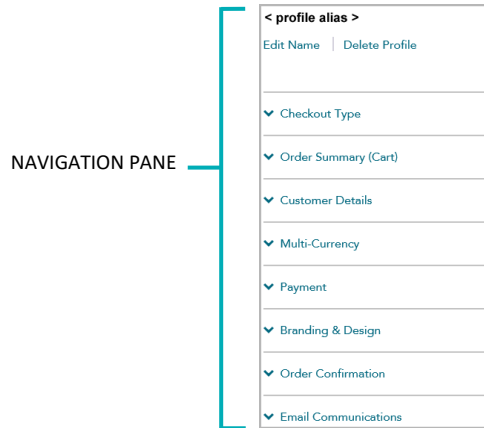 < profile alias >
Edit Name | Delete Profile
Checkout Type
Order Summary (Cart)
NAVIGATION PANE
Customer Details
Multi-Currency
Payment
Branding & Design
Order Confirmation
Email Communications